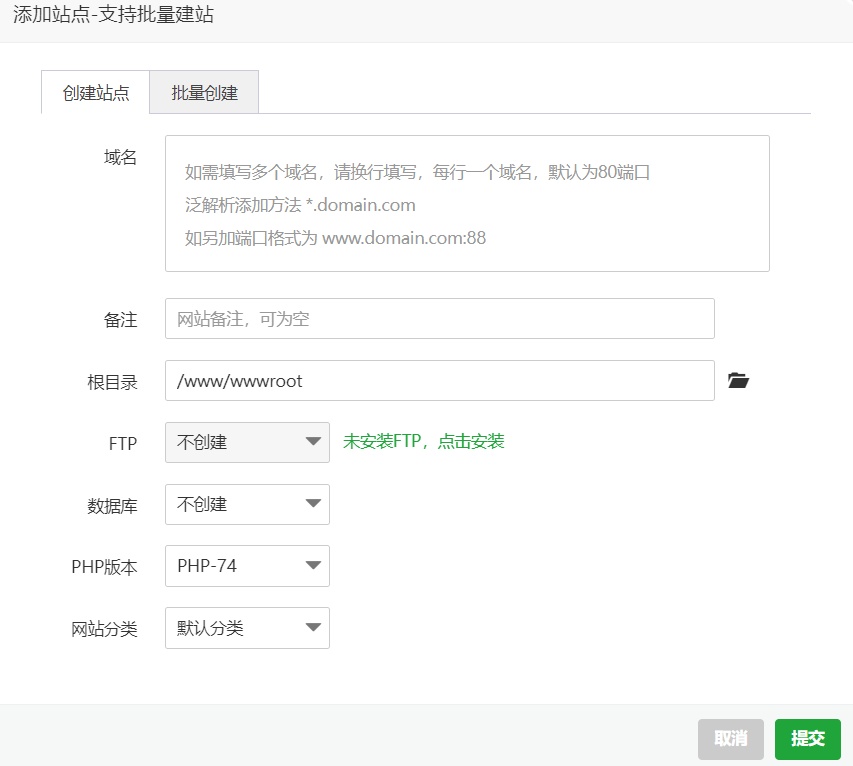 添加站点-支持批量建站
创建站点
批量创建
域名
如需填写多个域名，请换行填写，每行一个域名，默认为80端口
泛解析添加方法 *.domain.com
如另加端口格式为 www.domain.com:88
备注
网站备注，可为空
根目录
/www/wwwroot
FTP
不创建
未安装FTP，点击安装
数据库
不创建
PHP版本
PHP-74
网站分类
默认分类
取消
提交